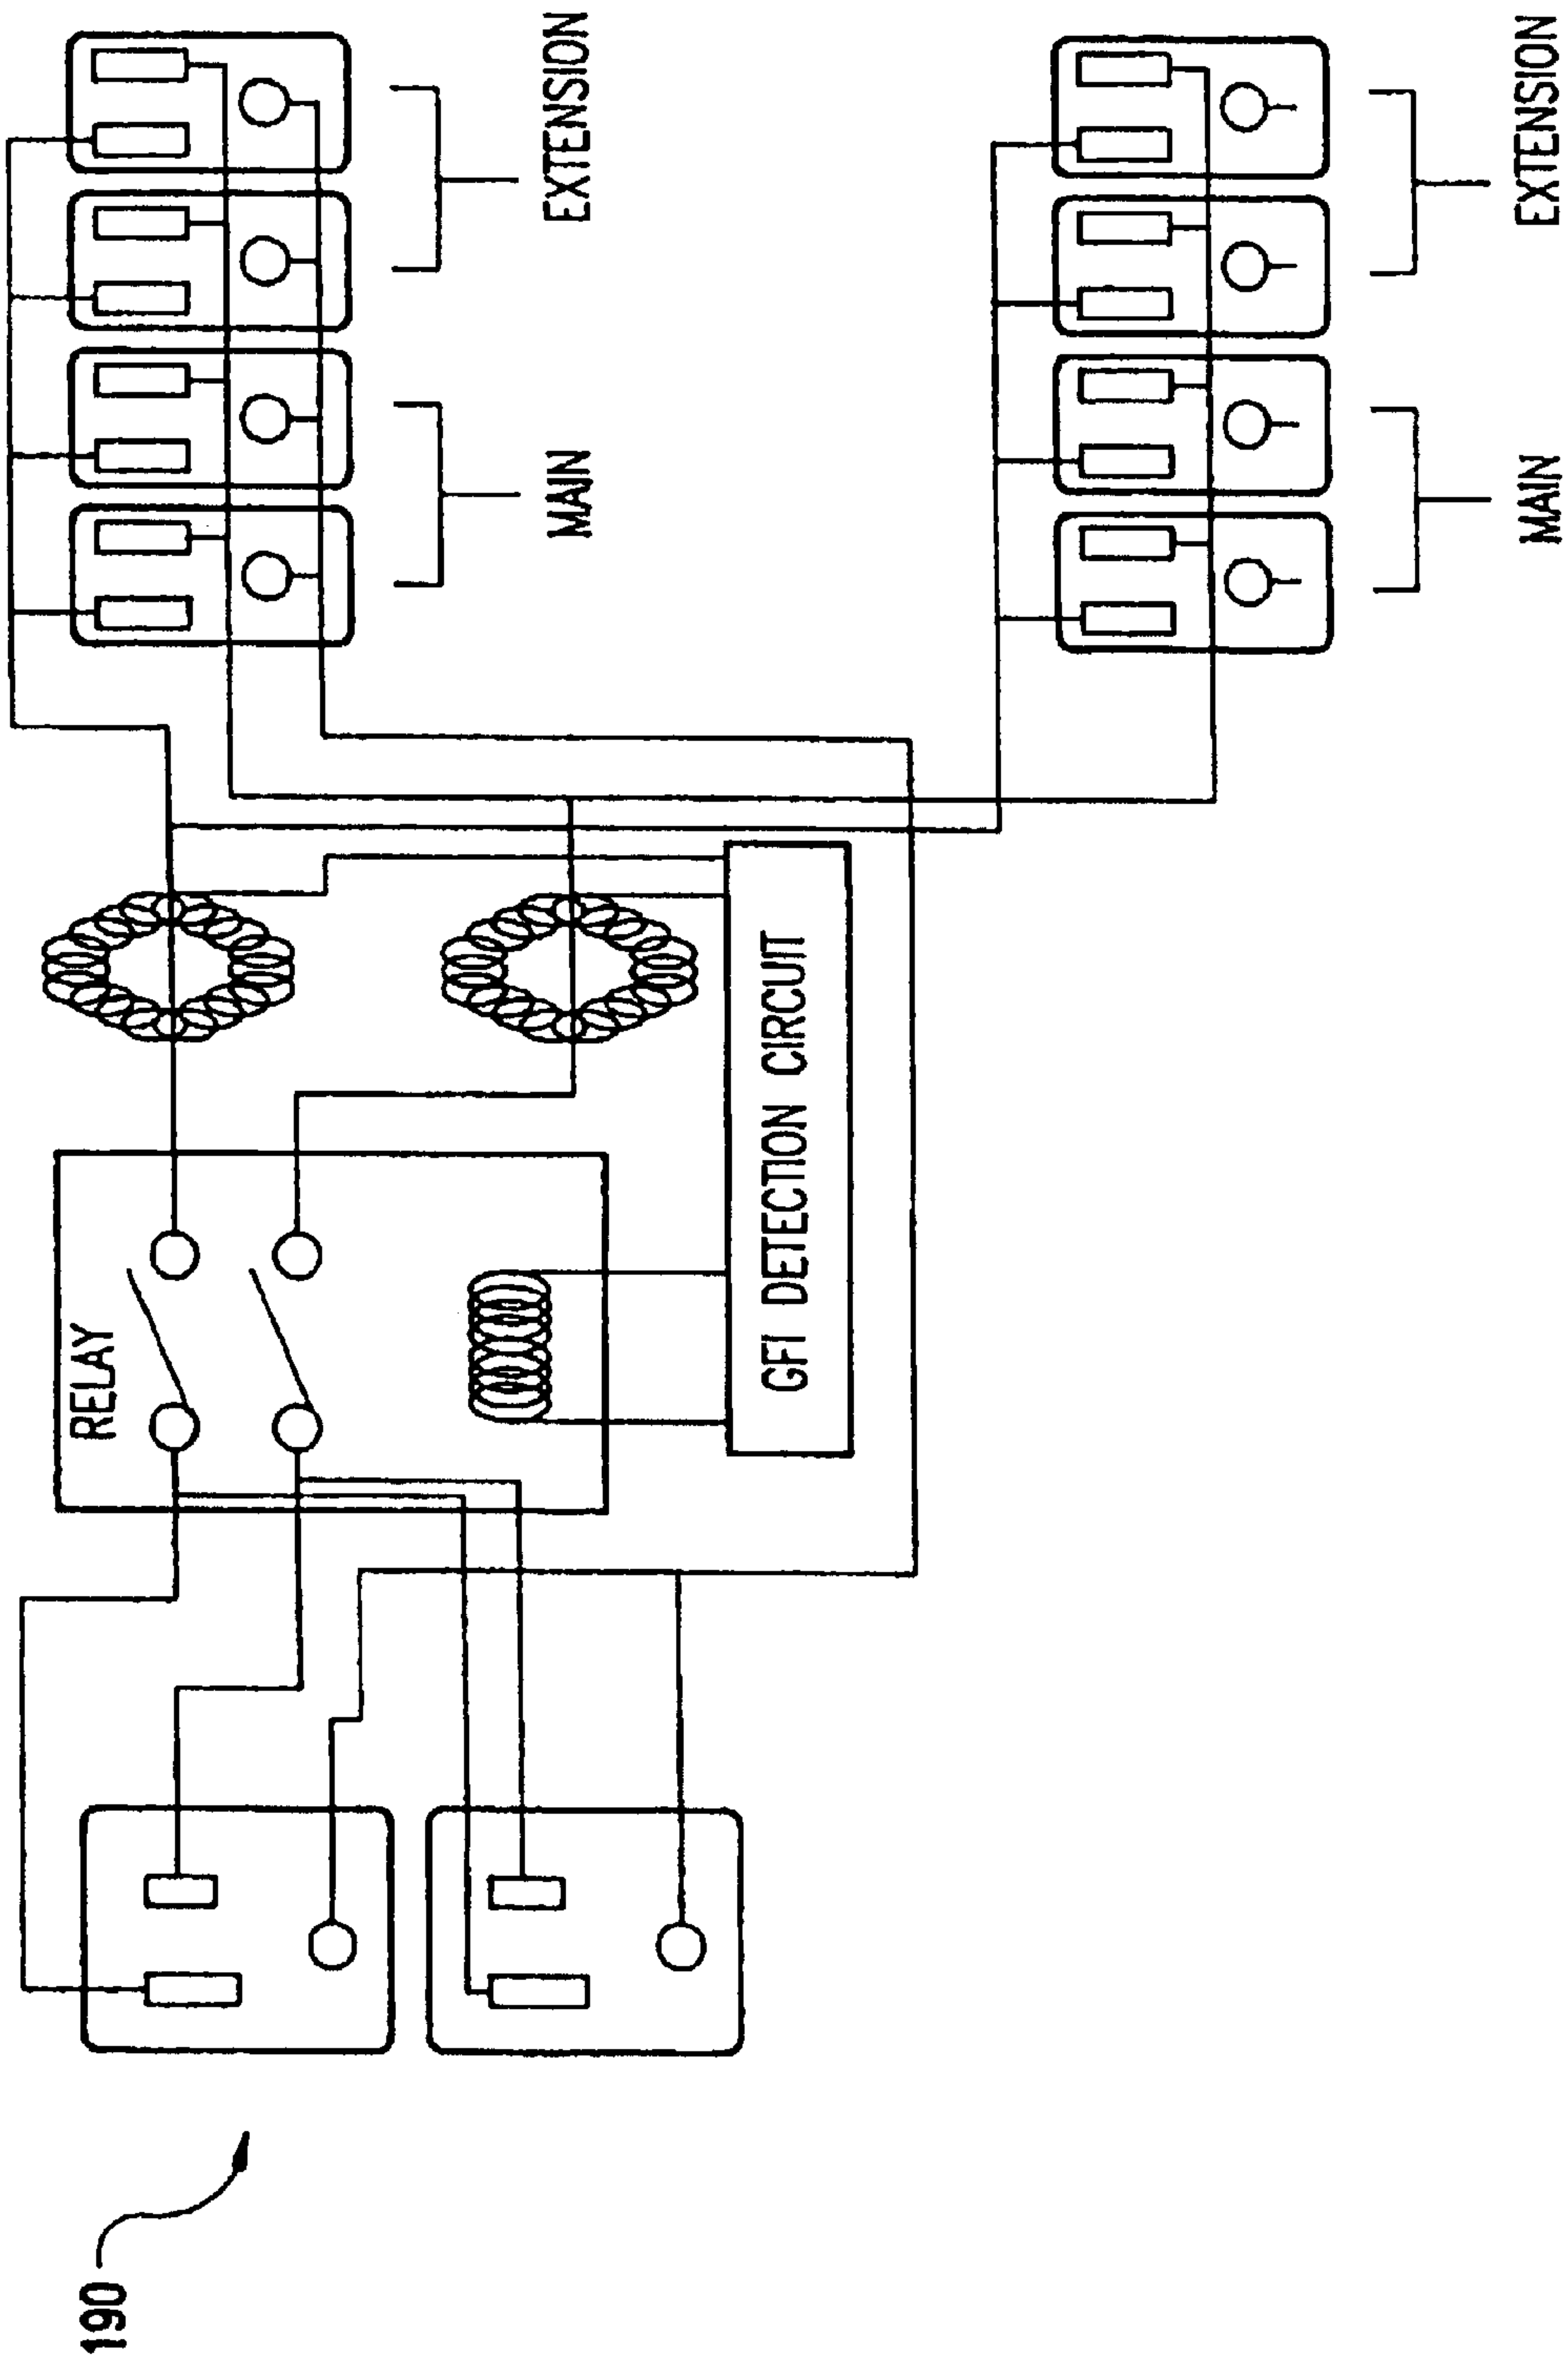 190
RELAY
GFI DETECTION CIRCUIT
MAIN
EXTENSION
MAIN
EXTENSION